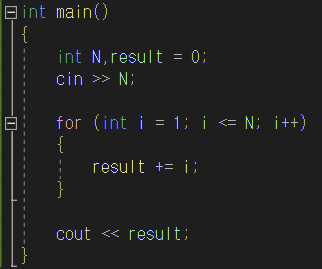 int main()
{
int N,result = 0;
cin >> N;
for (int i = 1; i <= N; i++)
{
result += i;
}
cout << result;
}